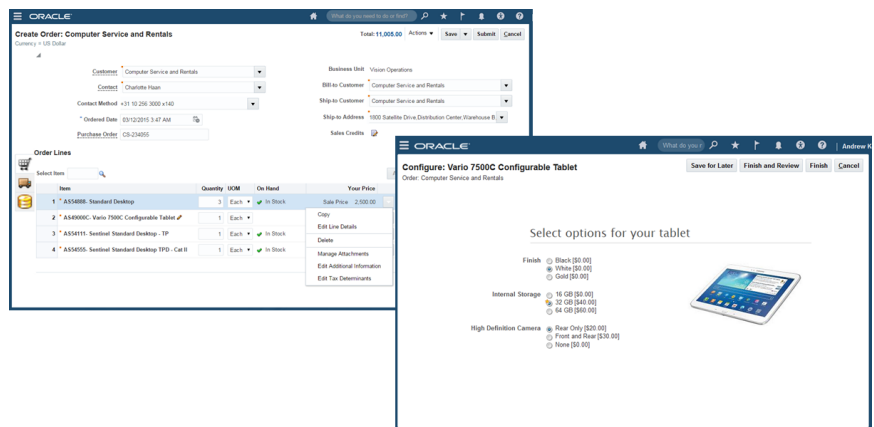 ORACLE
What do you need to do or find?
Create Order: Computer Service and Rentals
Total: 11,005.00 Actions Save Submit Cancel
Currency = US Dollar
Customer Computer Service and Rentals
Contact Charlotte Haan
Contact Method +31 10 256 3000 x140
* Ordered Date 03/12/2015 3:47 AM
Purchase Order CS-234055
Business Unit Vision Operations
Bill-to Customer Computer Service and Rentals
Ship-to Customer Computer Service and Rentals
Ship-to Address 1800 Satellite Drive,Distribution Center,Warehouse B
Sales Credits
Order Lines
Select Item
Item Quantity UOM On Hand Your Price
1 * AS54888- Standard Desktop 3 Each In Stock Sale Price 2,500.00
2 * AS49000C- Vario 7500C Configurable Tablet 1 Each
3 * AS54111- Sentinel Standard Desktop - TP 1 Each In Stock
4 * AS54555- Sentinel Standard Desktop TPD - Cat II 1 Each In Stock
Copy
Edit Line Details
Delete
Manage Attachments
Edit Additional Information
Edit Tax Determinants
ORACLE
What do you r
Andrew K
Configure: Vario 7500C Configurable Tablet
Save for Later Finish and Review Finish Cancel
Order: Computer Service and Rentals
Select options for your tablet
Finish Black [$0.00]
White [$0.00]
Gold [$0.00]
Internal Storage 16 GB [$0.00]
32 GB [$40.00]
64 GB [$60.00]
High Definition Camera Rear Only [$20.00]
Front and Rear [$30.00]
None [$0.00]